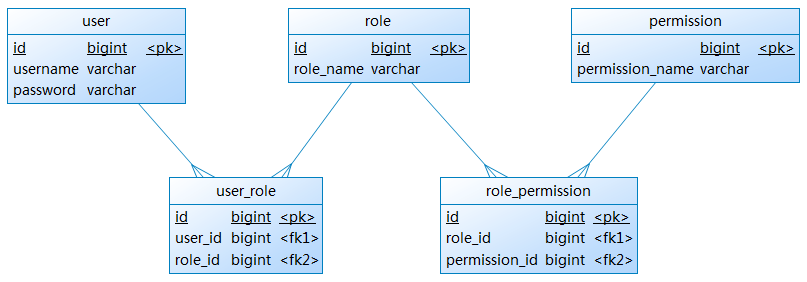 user
id bigint <pk>
username varchar
password varchar
role
id bigint <pk>
role_name varchar
permission
id bigint <pk>
permission_name varchar
user_role
id bigint <pk>
user_id bigint <fk1>
role_id bigint <fk2>
role_permission
id bigint <pk>
role_id bigint <fk1>
permission_id bigint <fk2>